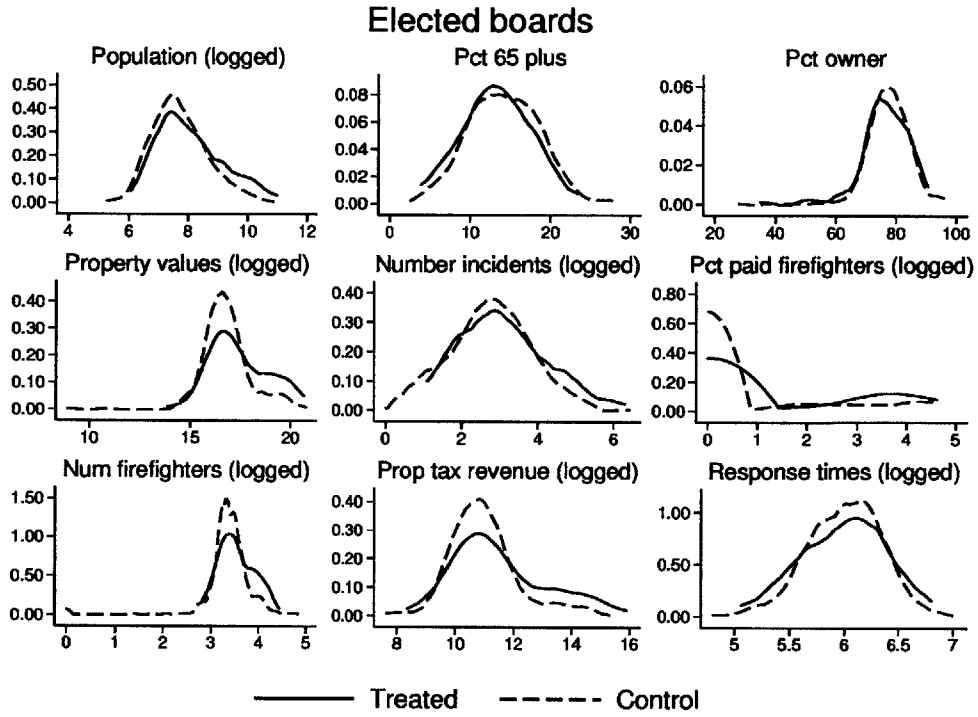 Elected boards
Population (logged)
0.50
0.40
0.30
0.20
0.10
0.00
4 6 8 10 12
Pct 65 plus
0.08
0.06
0.04
0.02
0.00
0 10 20 30
Pct owner
0.06
0.04
0.02
0.00
20 40 60 80 100
Property values (logged)
0.40
0.30
0.20
0.10
0.00
10 15 20
Number incidents (logged)
0.40
0.30
0.20
0.10
0.00
0 2 4 6
Pct paid firefighters (logged)
0.80
0.60
0.40
0.20
0.00
0 1 2 3 4 5
Num firefighters (logged)
1.50
1.00
0.50
0.00
0 1 2 3 4 5
Prop tax revenue (logged)
0.40
0.30
0.20
0.10
0.00
8 10 12 14 16
Response times (logged)
1.00
0.50
0.00
5 5.5 6 6.5 7
Treated Control